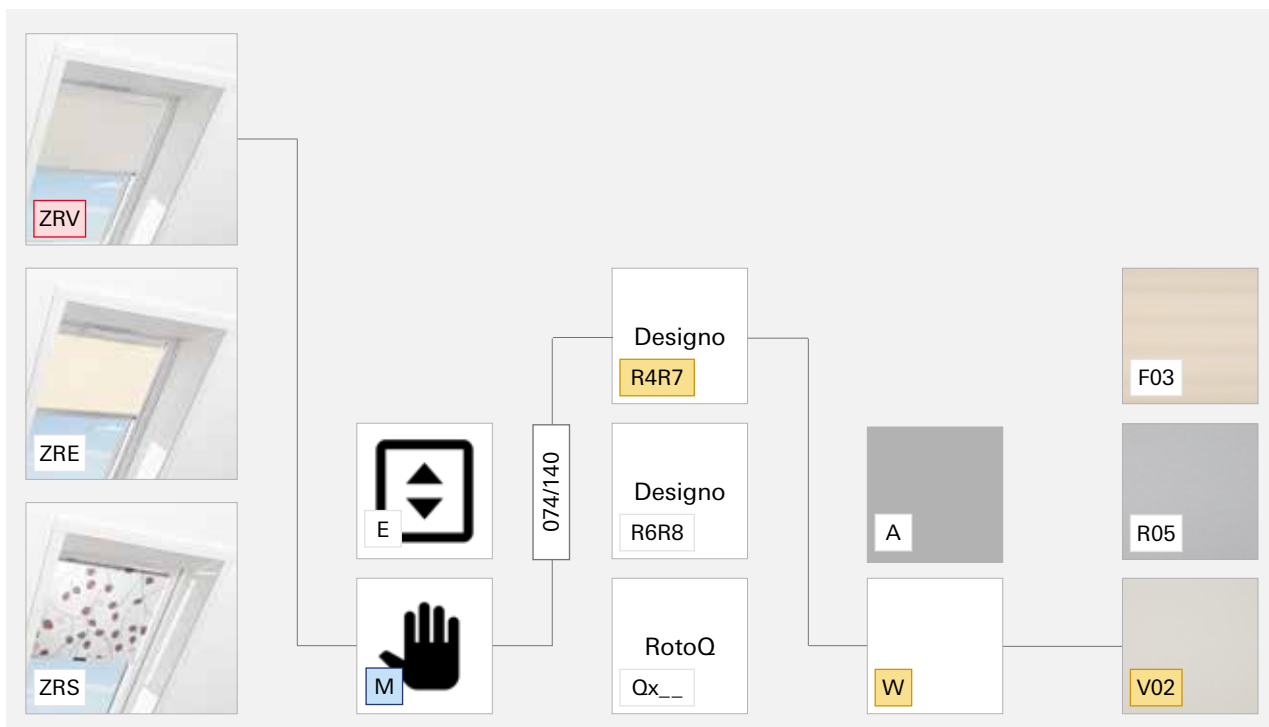 ZRV
ZRE
ZRS
E
M
074/140
Designo
R4R7
Designo
R6R8
RotoQ
Qx__
A
W
F03
R05
V02